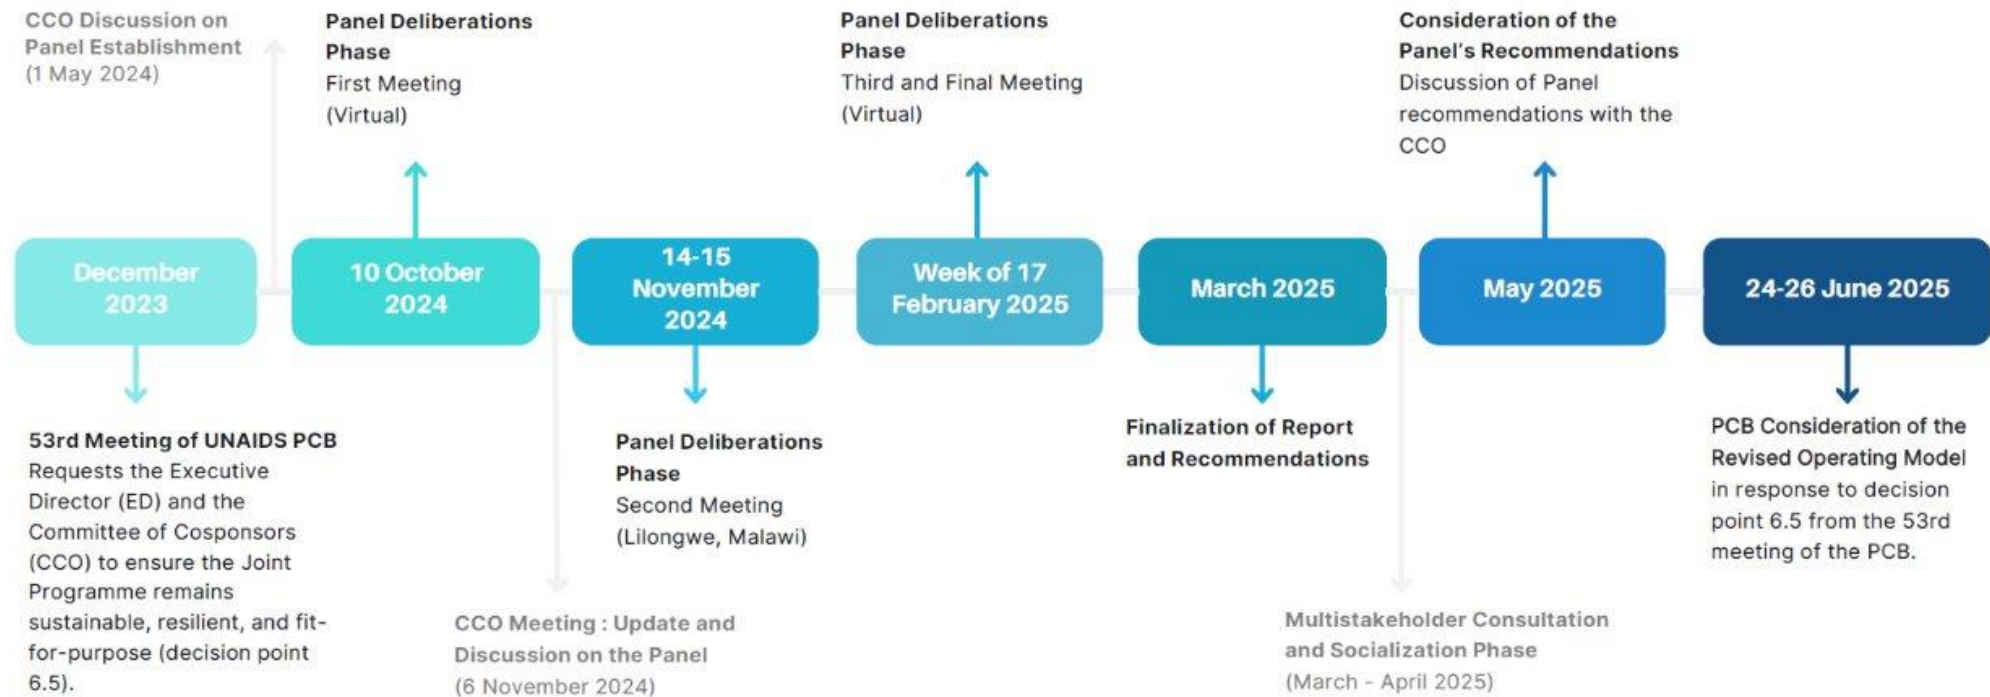 CCO Discussion on
Panel Establishment
(1 May 2024)
Panel Deliberations
Phase
First Meeting
(Virtual)
Panel Deliberations
Phase
Third and Final Meeting
(Virtual)
Consideration of the
Panel's Recommendations
Discussion of Panel
recommendations with the
CCO
December
2023
10 October
2024
14-15
November
2024
Week of 17
February 2025
March 2025
May 2025
24-26 June 2025
53rd Meeting of UNAIDS PCB
Requests the Executive
Director (ED) and the
Committee of Cosponsors
(CCO) to ensure the Joint
Programme remains
sustainable, resilient, and fit-
for-purpose (decision point
6.5).
CCO Meeting : Update and
Discussion on the Panel
(6 November 2024)
Panel Deliberations
Phase
Second Meeting
(Lilongwe, Malawi)
Finalization of Report
and Recommendations
Multistakeholder Consultation
and Socialization Phase
(March - April 2025)
PCB Consideration of the
Revised Operating Model
in response to decision
point 6.5 from the 53rd
meeting of the PCB.